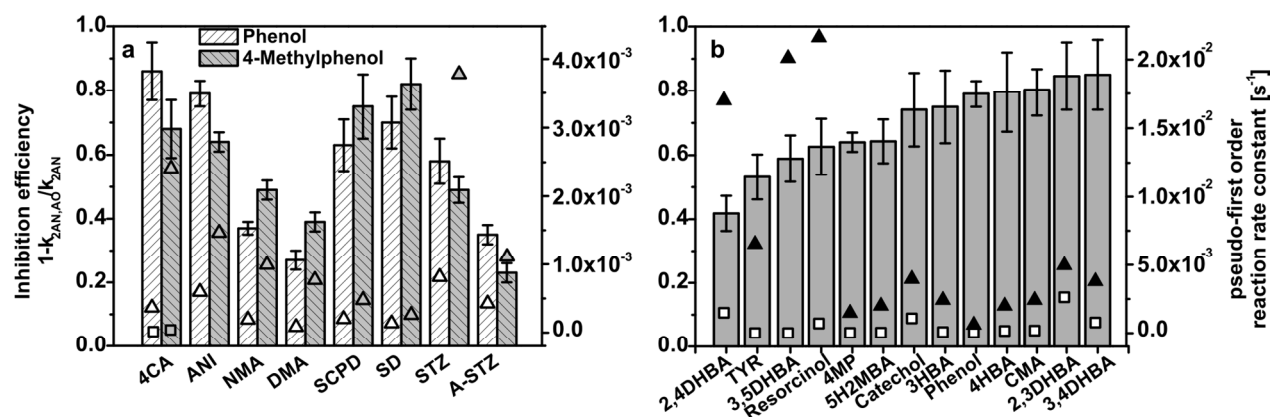 Inhibition efficiency
1-k2AN,AO/k2AN
1.0
0.8
0.6
0.4
0.2
0.0
a
Phenol
4-Methylphenol
4.0x10⁻³
3.0x10⁻³
2.0x10⁻³
1.0x10⁻³
0.0
4CA
ANI
NMA
DMA
SCPD
SD
STZ
A-STZ
1.0
0.8
0.6
0.4
0.2
0.0
b
2.0x10⁻²
1.5x10⁻²
1.0x10⁻²
5.0x10⁻³
0.0
pseudo-first order
reaction rate constant [s⁻¹]
2,4DHBA
TYR
3,5DHBA
Resorcinol
4MP
5H2MBA
Catechol
3HBA
Phenol
4HBA
CMA
2,3DHBA
3,4DHBA